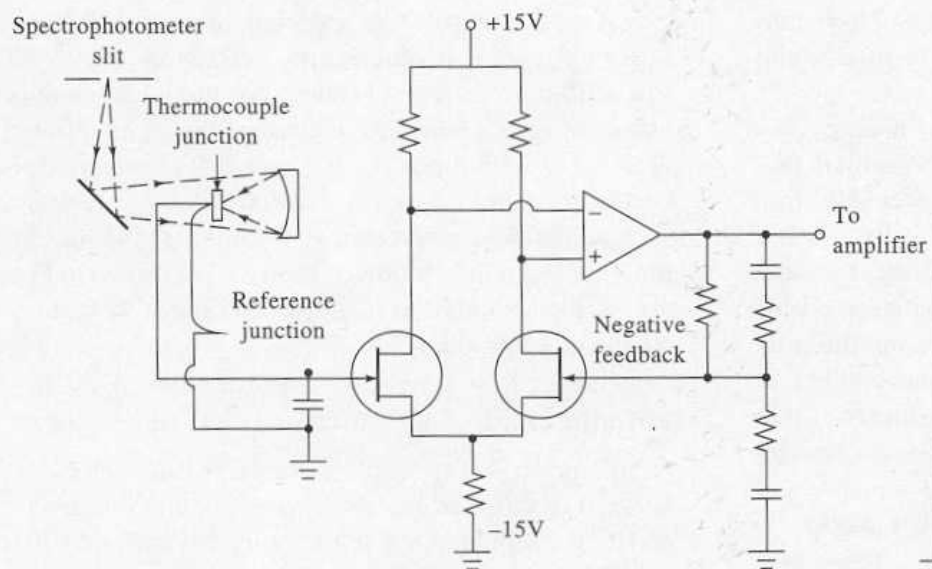 +15V
Spectrophotometer
slit
Thermocouple
junction
−
+
To
amplifier
Reference
junction
Negative
feedback
−15V